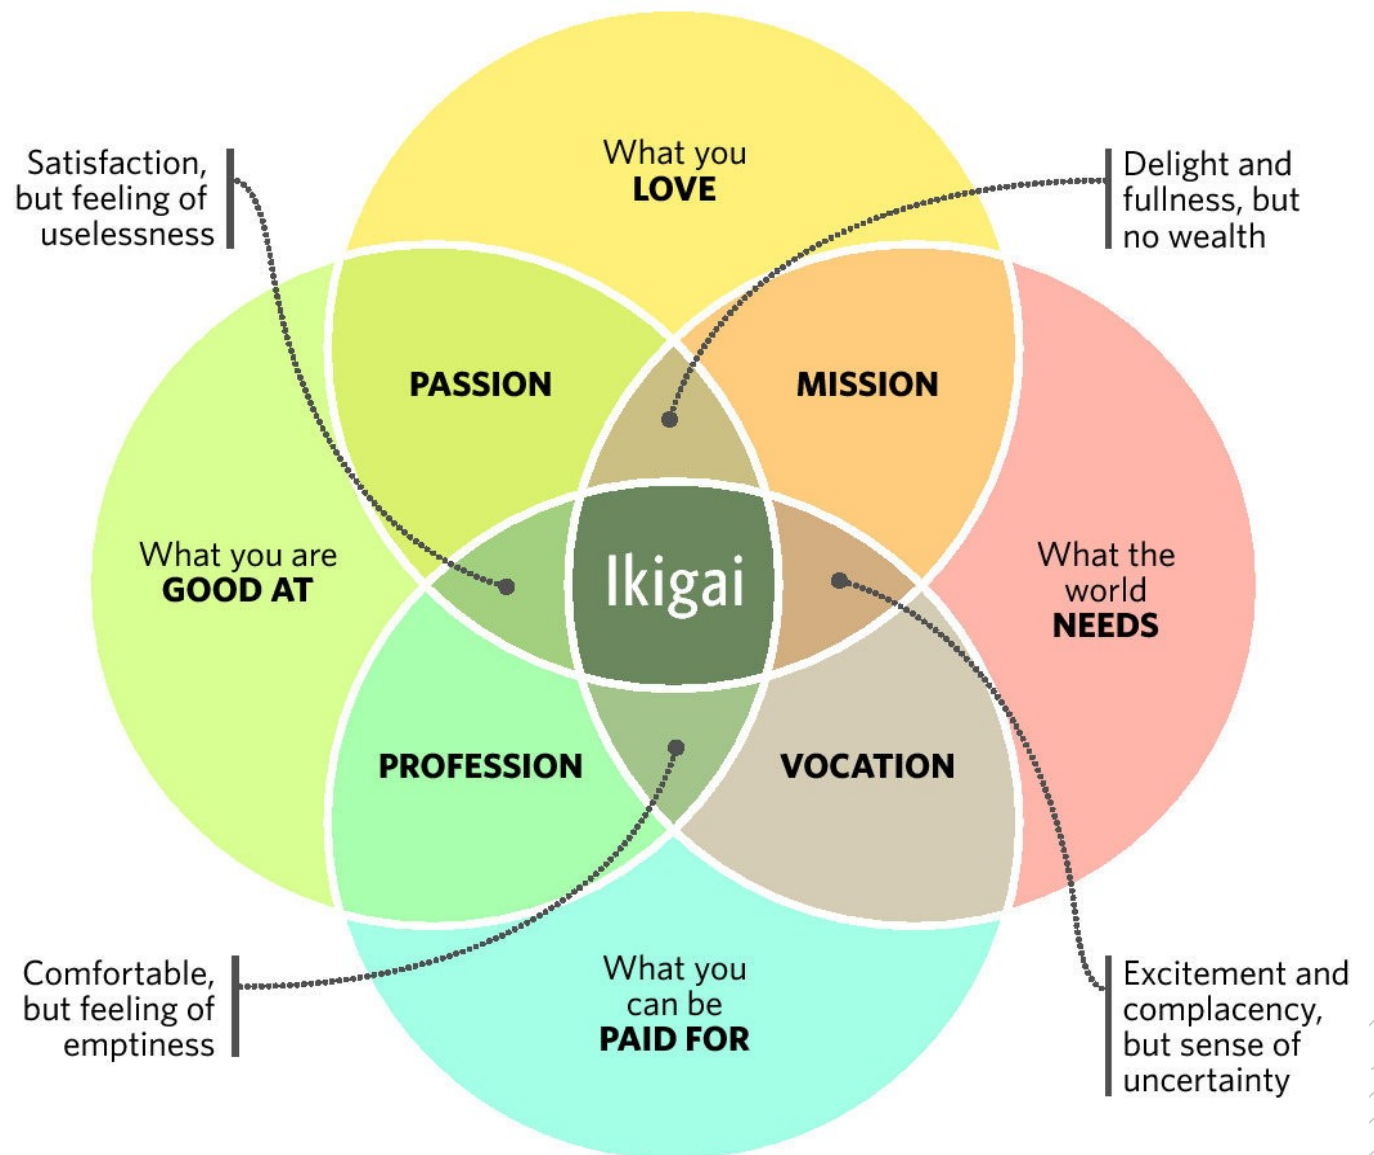 What you
LOVE
Satisfaction,
but feeling of
uselessness
Delight and
fullness, but
no wealth
PASSION
MISSION
What you are
GOOD AT
Ikigai
What the
world
NEEDS
PROFESSION
VOCATION
Comfortable,
but feeling of
emptiness
What you
can be
PAID FOR
Excitement and
complacency,
but sense of
uncertainty